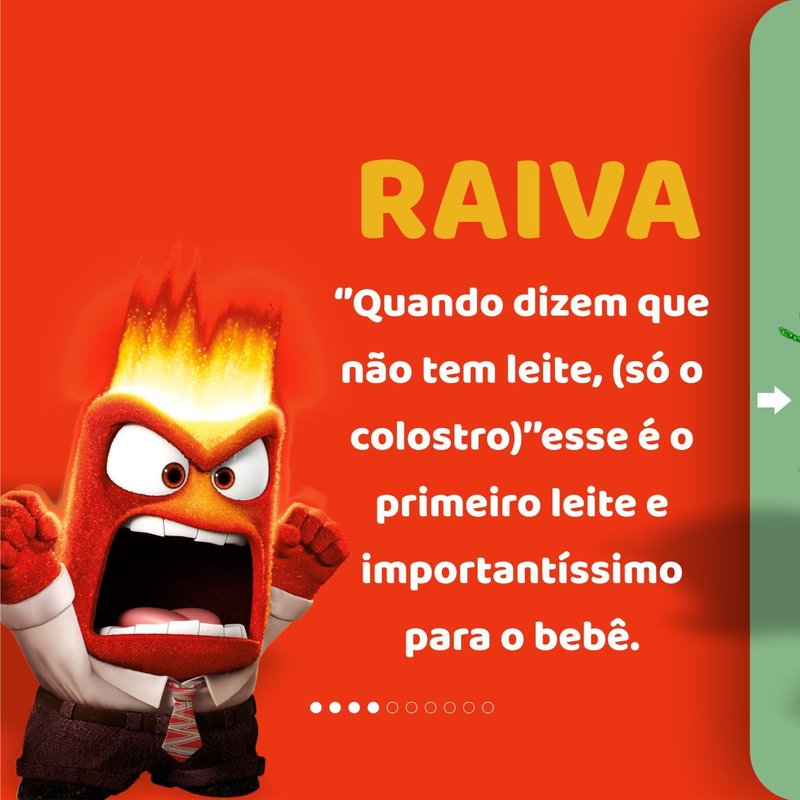 RAIVA
“Quando dizem que
não tem leite, (só o
colostro)”esse é o
primeiro leite e
importantíssimo
para o bebê.